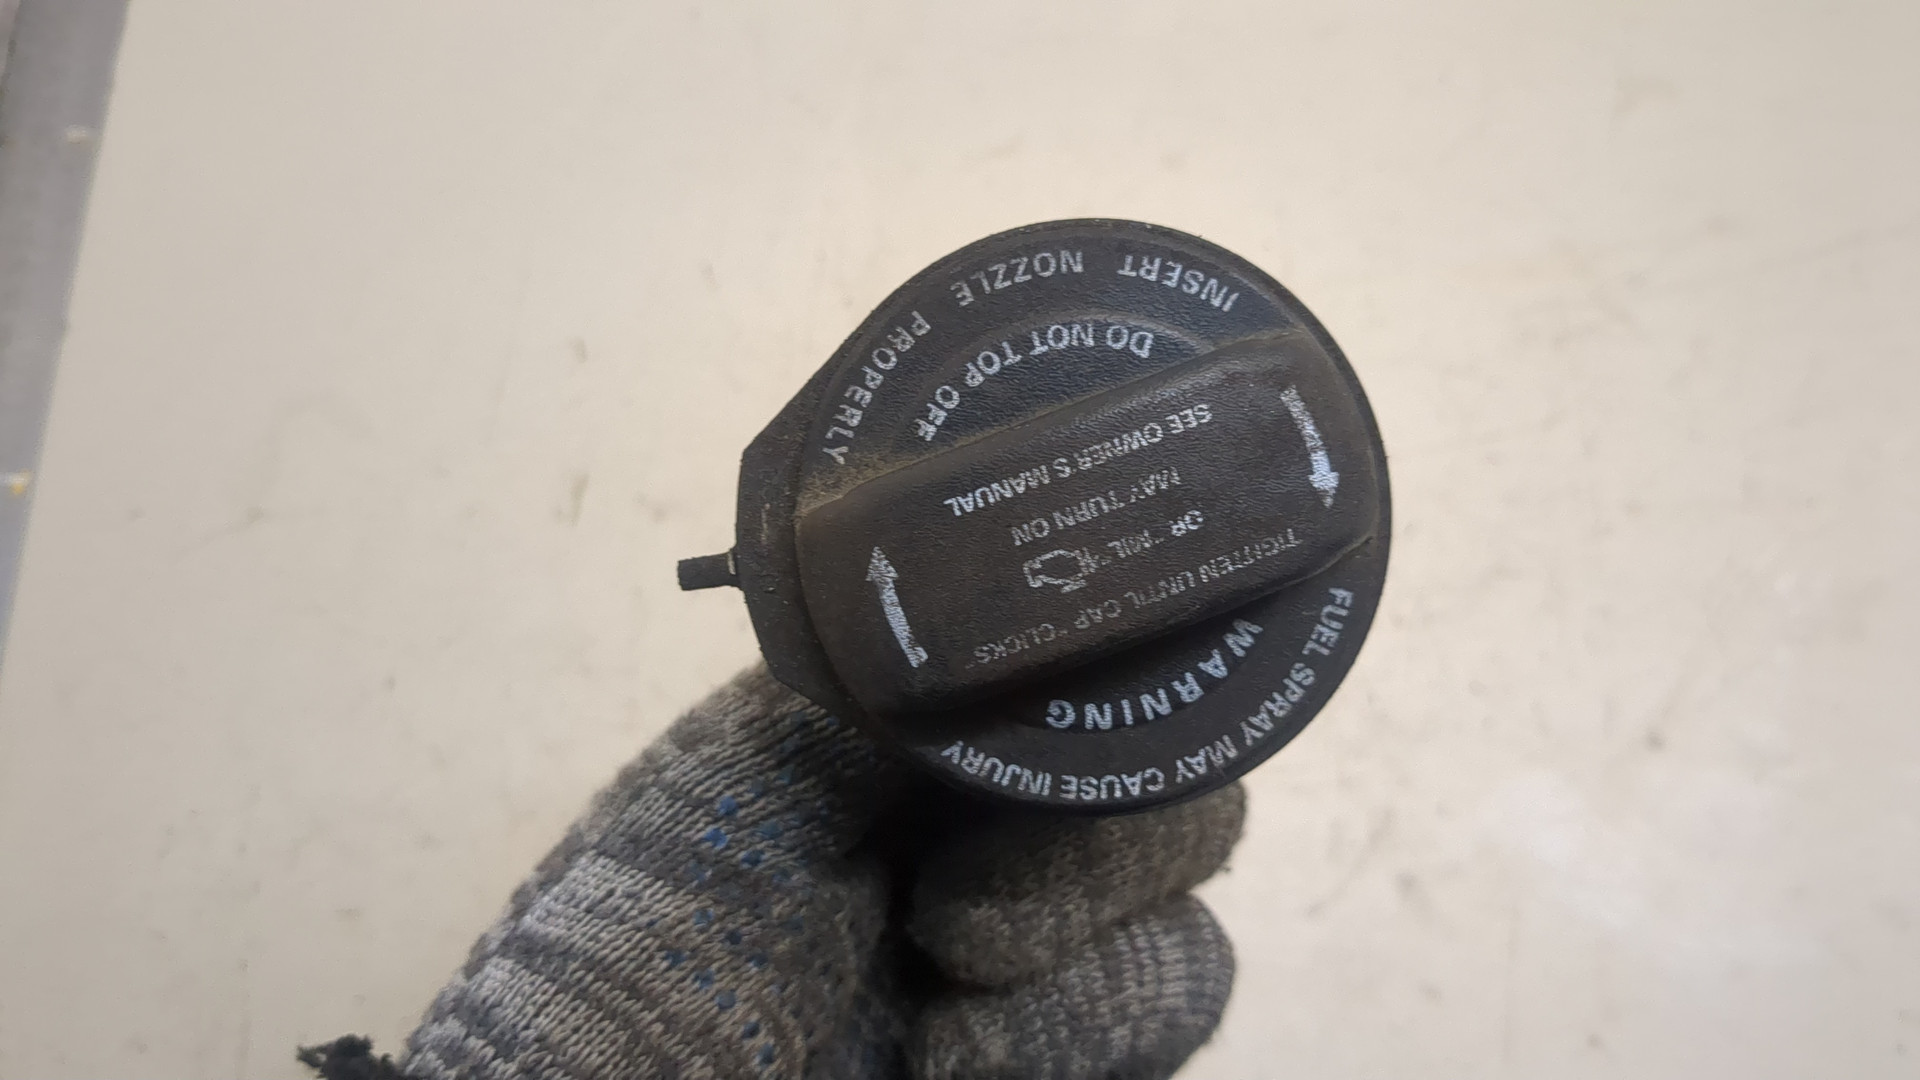 WARNING
FUEL SPRAY MAY CAUSE INJURY
TIGHTEN UNTIL CAP "CLICKS"
OR "MIL"
MAY TURN ON
SEE OWNER'S MANUAL
DO NOT TOP OFF
INSERT NOZZLE PROPERLY